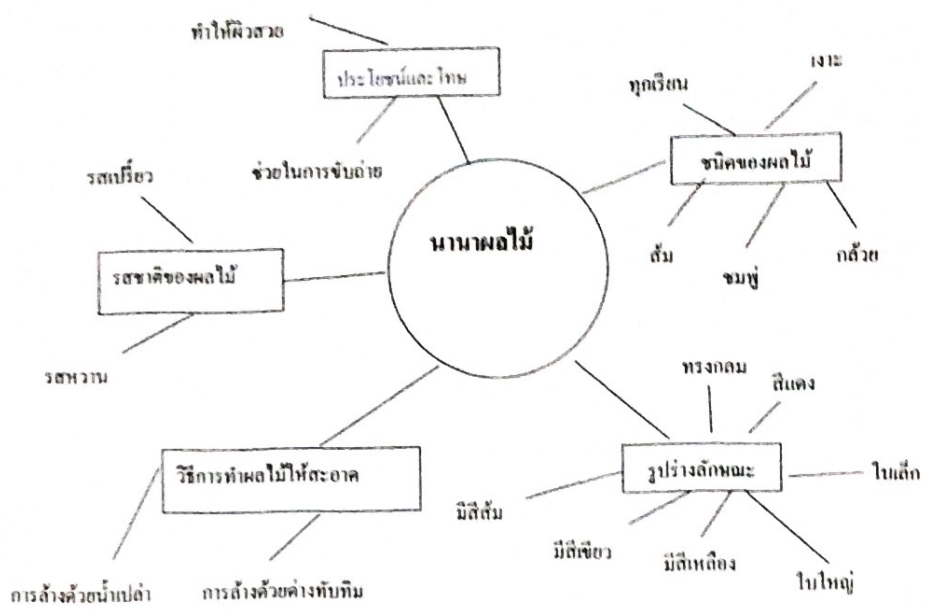 ทำให้ผิวสวย
ประโยชน์และโทษ
ช่วยในการขับถ่าย
เงาะ
ทุกเรียน
ชนิดของผลไม้
ส้ม
ชมพู่
กล้วย
นานาผลไม้
รสเปรี้ยว
รสชาติของผลไม้
รสหวาน
ทรงกลม
สีแดง
รูปร่างลักษณะ
ใบเล็ก
มีสีส้ม
มีสีเขียว
มีสีเหลือง
ใบใหญ่
วิธีการทำผลไม้ให้สะอาด
การล้างด้วยน้ำเปล่า
การล้างด้วยด่างทับทิม